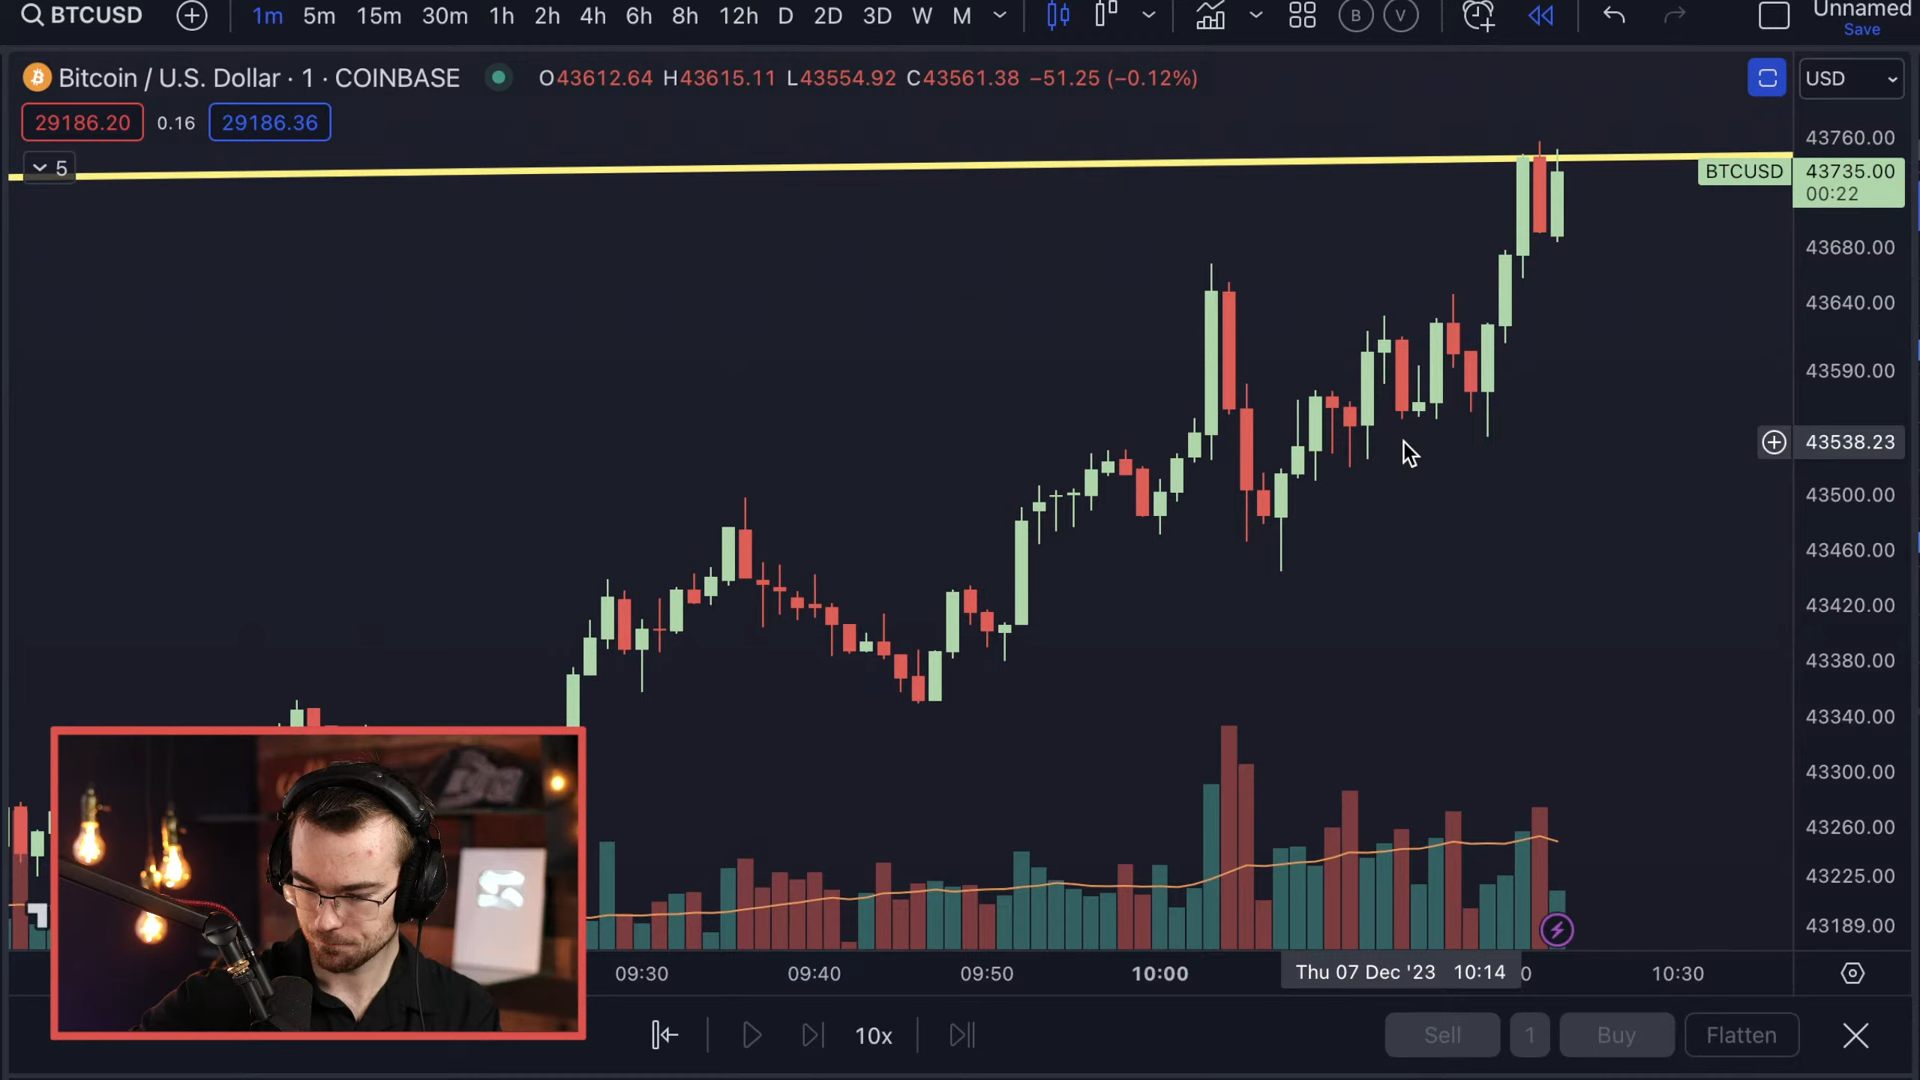 BTCUSD 1m 5m 15m 30m 1h 2h 4h 6h 8h 12h D 2D 3D W M B V Unnamed
Save
Bitcoin / U.S. Dollar · 1 · COINBASE O43612.64 H43615.11 L43554.92 C43561.38 −51.25 (−0.12%) USD
29186.20 0.16 29186.36
43760.00
5
BTCUSD 43735.00
00:22
43680.00
43640.00
43590.00
43538.23
43500.00
43460.00
43420.00
43380.00
43340.00
43300.00
43260.00
43225.00
43189.00
09:30 09:40 09:50 10:00 Thu 07 Dec '23 10:14 0 10:30
10x Sell 1 Buy Flatten